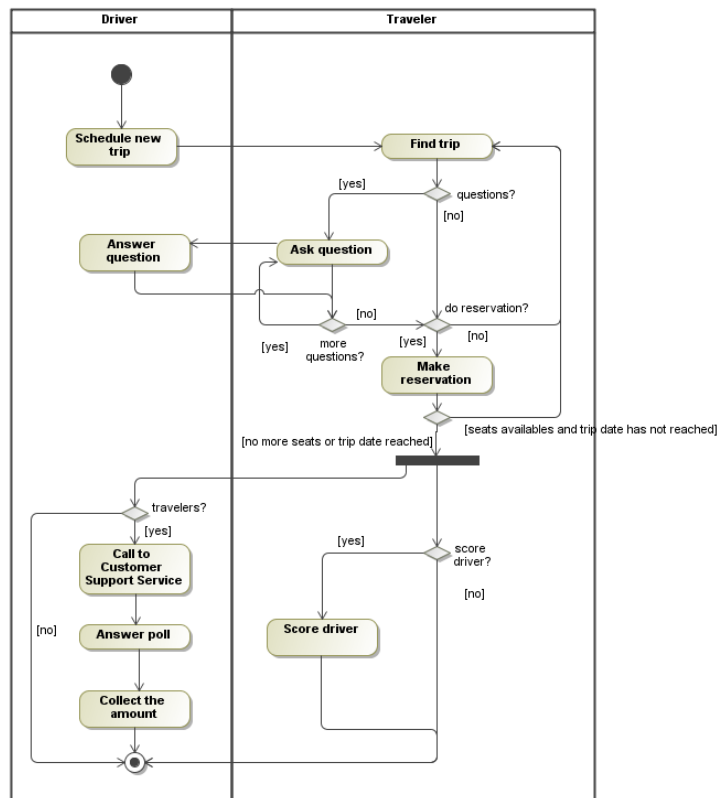 Driver
Traveler
Schedule new
trip
Find trip
[yes]
questions?
[no]
Answer
question
Ask question
do reservation?
[no]
[yes]
more
questions?
[yes]
[no]
Make
reservation
[seats availables and trip date has not reached]
[no more seats or trip date reached]
travelers?
[yes]
Call to
Customer
Support Service
[yes]
score
driver?
[no]
[no]
Answer poll
Score driver
Collect the
amount